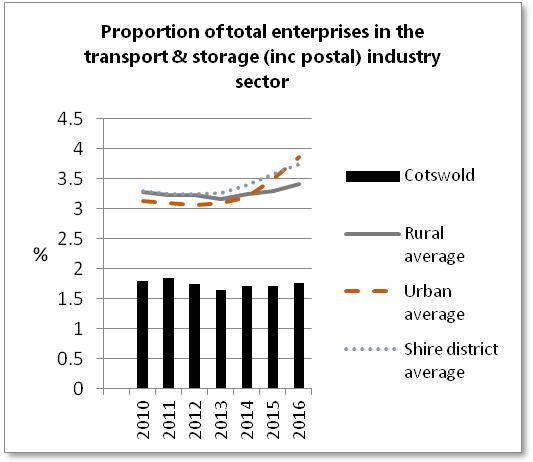 Proportion of total enterprises in the
transport & storage (inc postal) industry
sector
4.5
4
3.5
3
2.5
2
1.5
1
0.5
0
%
2010
2011
2012
2013
2014
2015
2016
Cotswold
Rural
average
Urban
average
Shire district
average